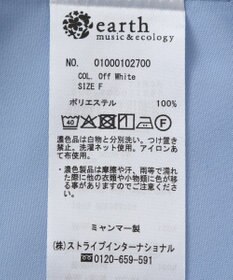 earth
music & ecology
NO. 01000102700
COL. Off White
SIZE F
ポリエステル 100%
・濃色品は白物と分別洗い。つけ置き
禁止。洗濯ネット使用。アイロンあ
て布使用。
・濃色製品は摩擦や汗、雨等で濡れ
た際に他の衣類や小物類に色が移
る事が有りますのでご注意下さい。
ミャンマー製
(株)ストライプインターナショナル
0120-659-591